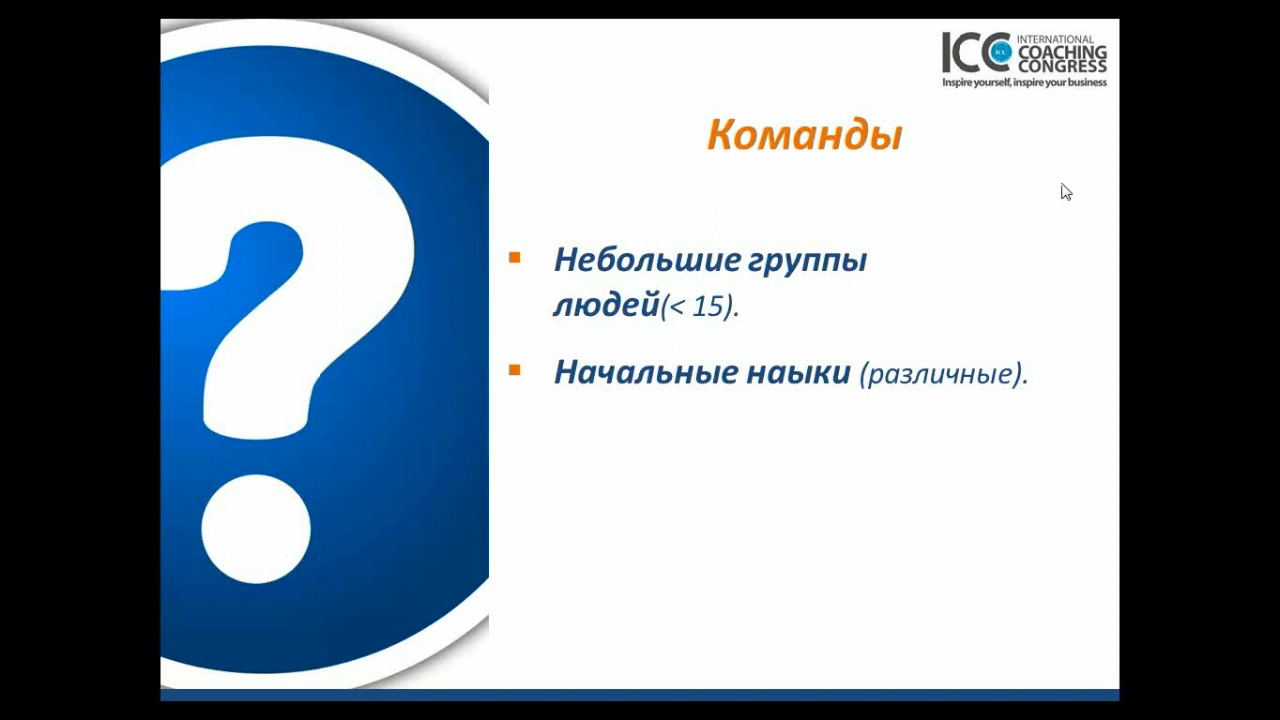 ICC INTERNATIONAL
COACHING
CONGRESS
Inspire yourself, inspire your business
Команды
Небольшие группы
людей(< 15).
Начальные наыки (различные).